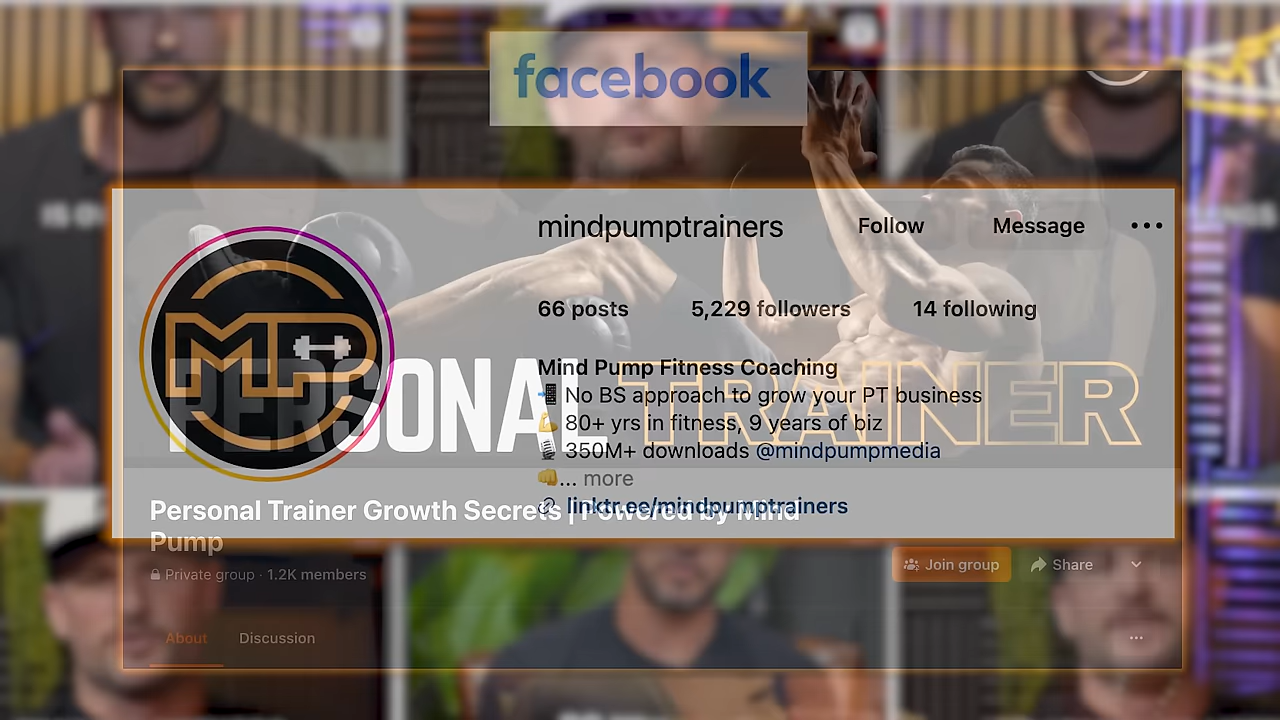 facebook
mindpumptrainers
Follow
Message
66 posts
5,229 followers
14 following
MP
PERSONAL TRAINER
Mind Pump Fitness Coaching
No BS approach to grow your PT business
80+ yrs in fitness, 9 years of biz
350M+ downloads @mindpumpmedia
... more
linktr.ee/mindpumptrainers
Personal Trainer Growth Secrets | Powered by Mind
Pump
Private group · 1.2K members
Join group
Share
About
Discussion